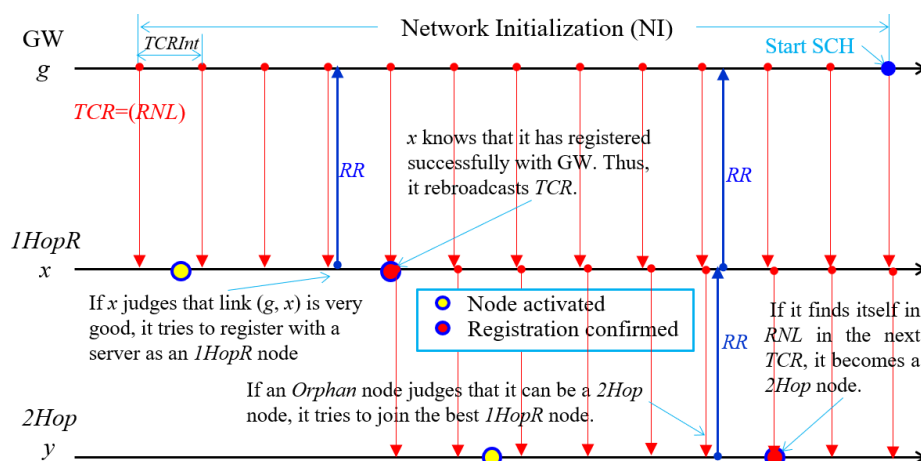 Network Initialization (NI)
GW
g
TCRInt
Start SCH
TCR=(RNL)
x knows that it has registered
successfully with GW. Thus,
it rebroadcasts TCR.
RR
RR
1HopR
x
If x judges that link (g, x) is very
good, it tries to register with a
server as an 1HopR node
Node activated
Registration confirmed
If it finds itself in
RNL in the next
TCR, it becomes a
2Hop node.
RR
If an Orphan node judges that it can be a 2Hop
node, it tries to join the best 1HopR node.
2Hop
y